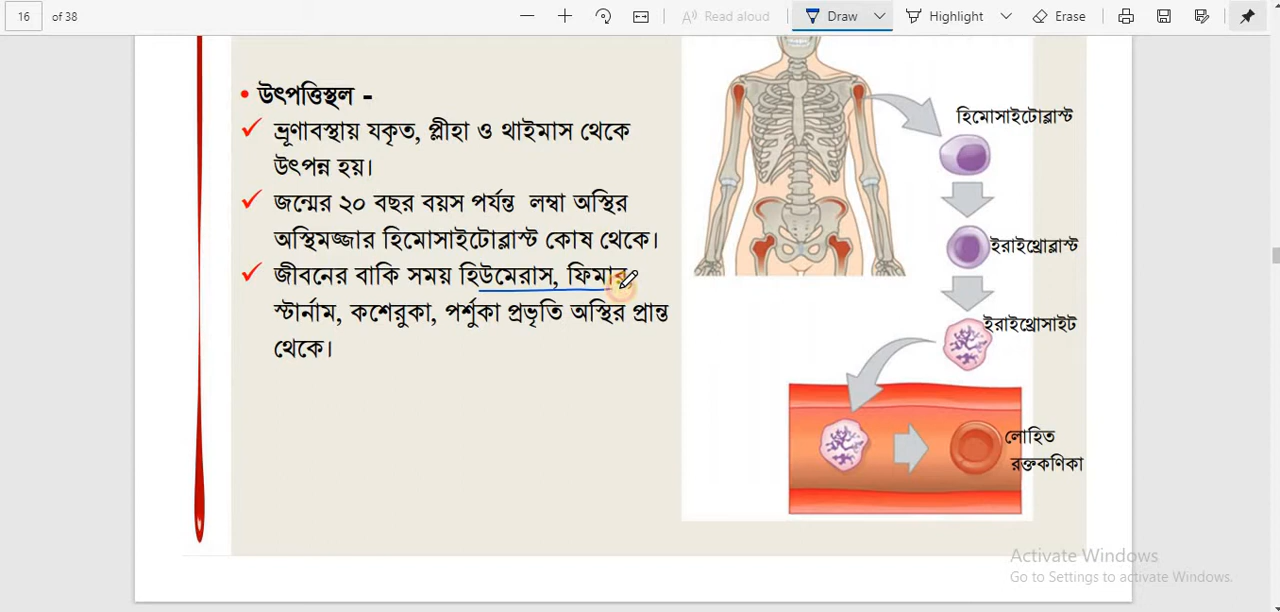 16 of 38 Read aloud Draw Highlight Erase
• উৎপত্তিস্থল -
✓ ভ্রূণাবস্থায় যকৃত, প্লীহা ও থাইমাস থেকে
উৎপন্ন হয়।
✓ জন্মের ২০ বছর বয়স পর্যন্ত লম্বা অস্থির
অস্থিমজ্জার হিমোসাইটোব্লাস্ট কোষ থেকে।
✓ জীবনের বাকি সময় হিউমেরাস, ফিমার
স্টার্নাম, কশেরুকা, পর্শুকা প্রভৃতি অস্থির প্রান্ত
থেকে।
হিমোসাইটোব্লাস্ট
ইরাইথ্রোব্লাস্ট
ইরাইথ্রোসাইট
লোহিত
রক্তকণিকা
Activate Windows
Go to Settings to activate Windows.